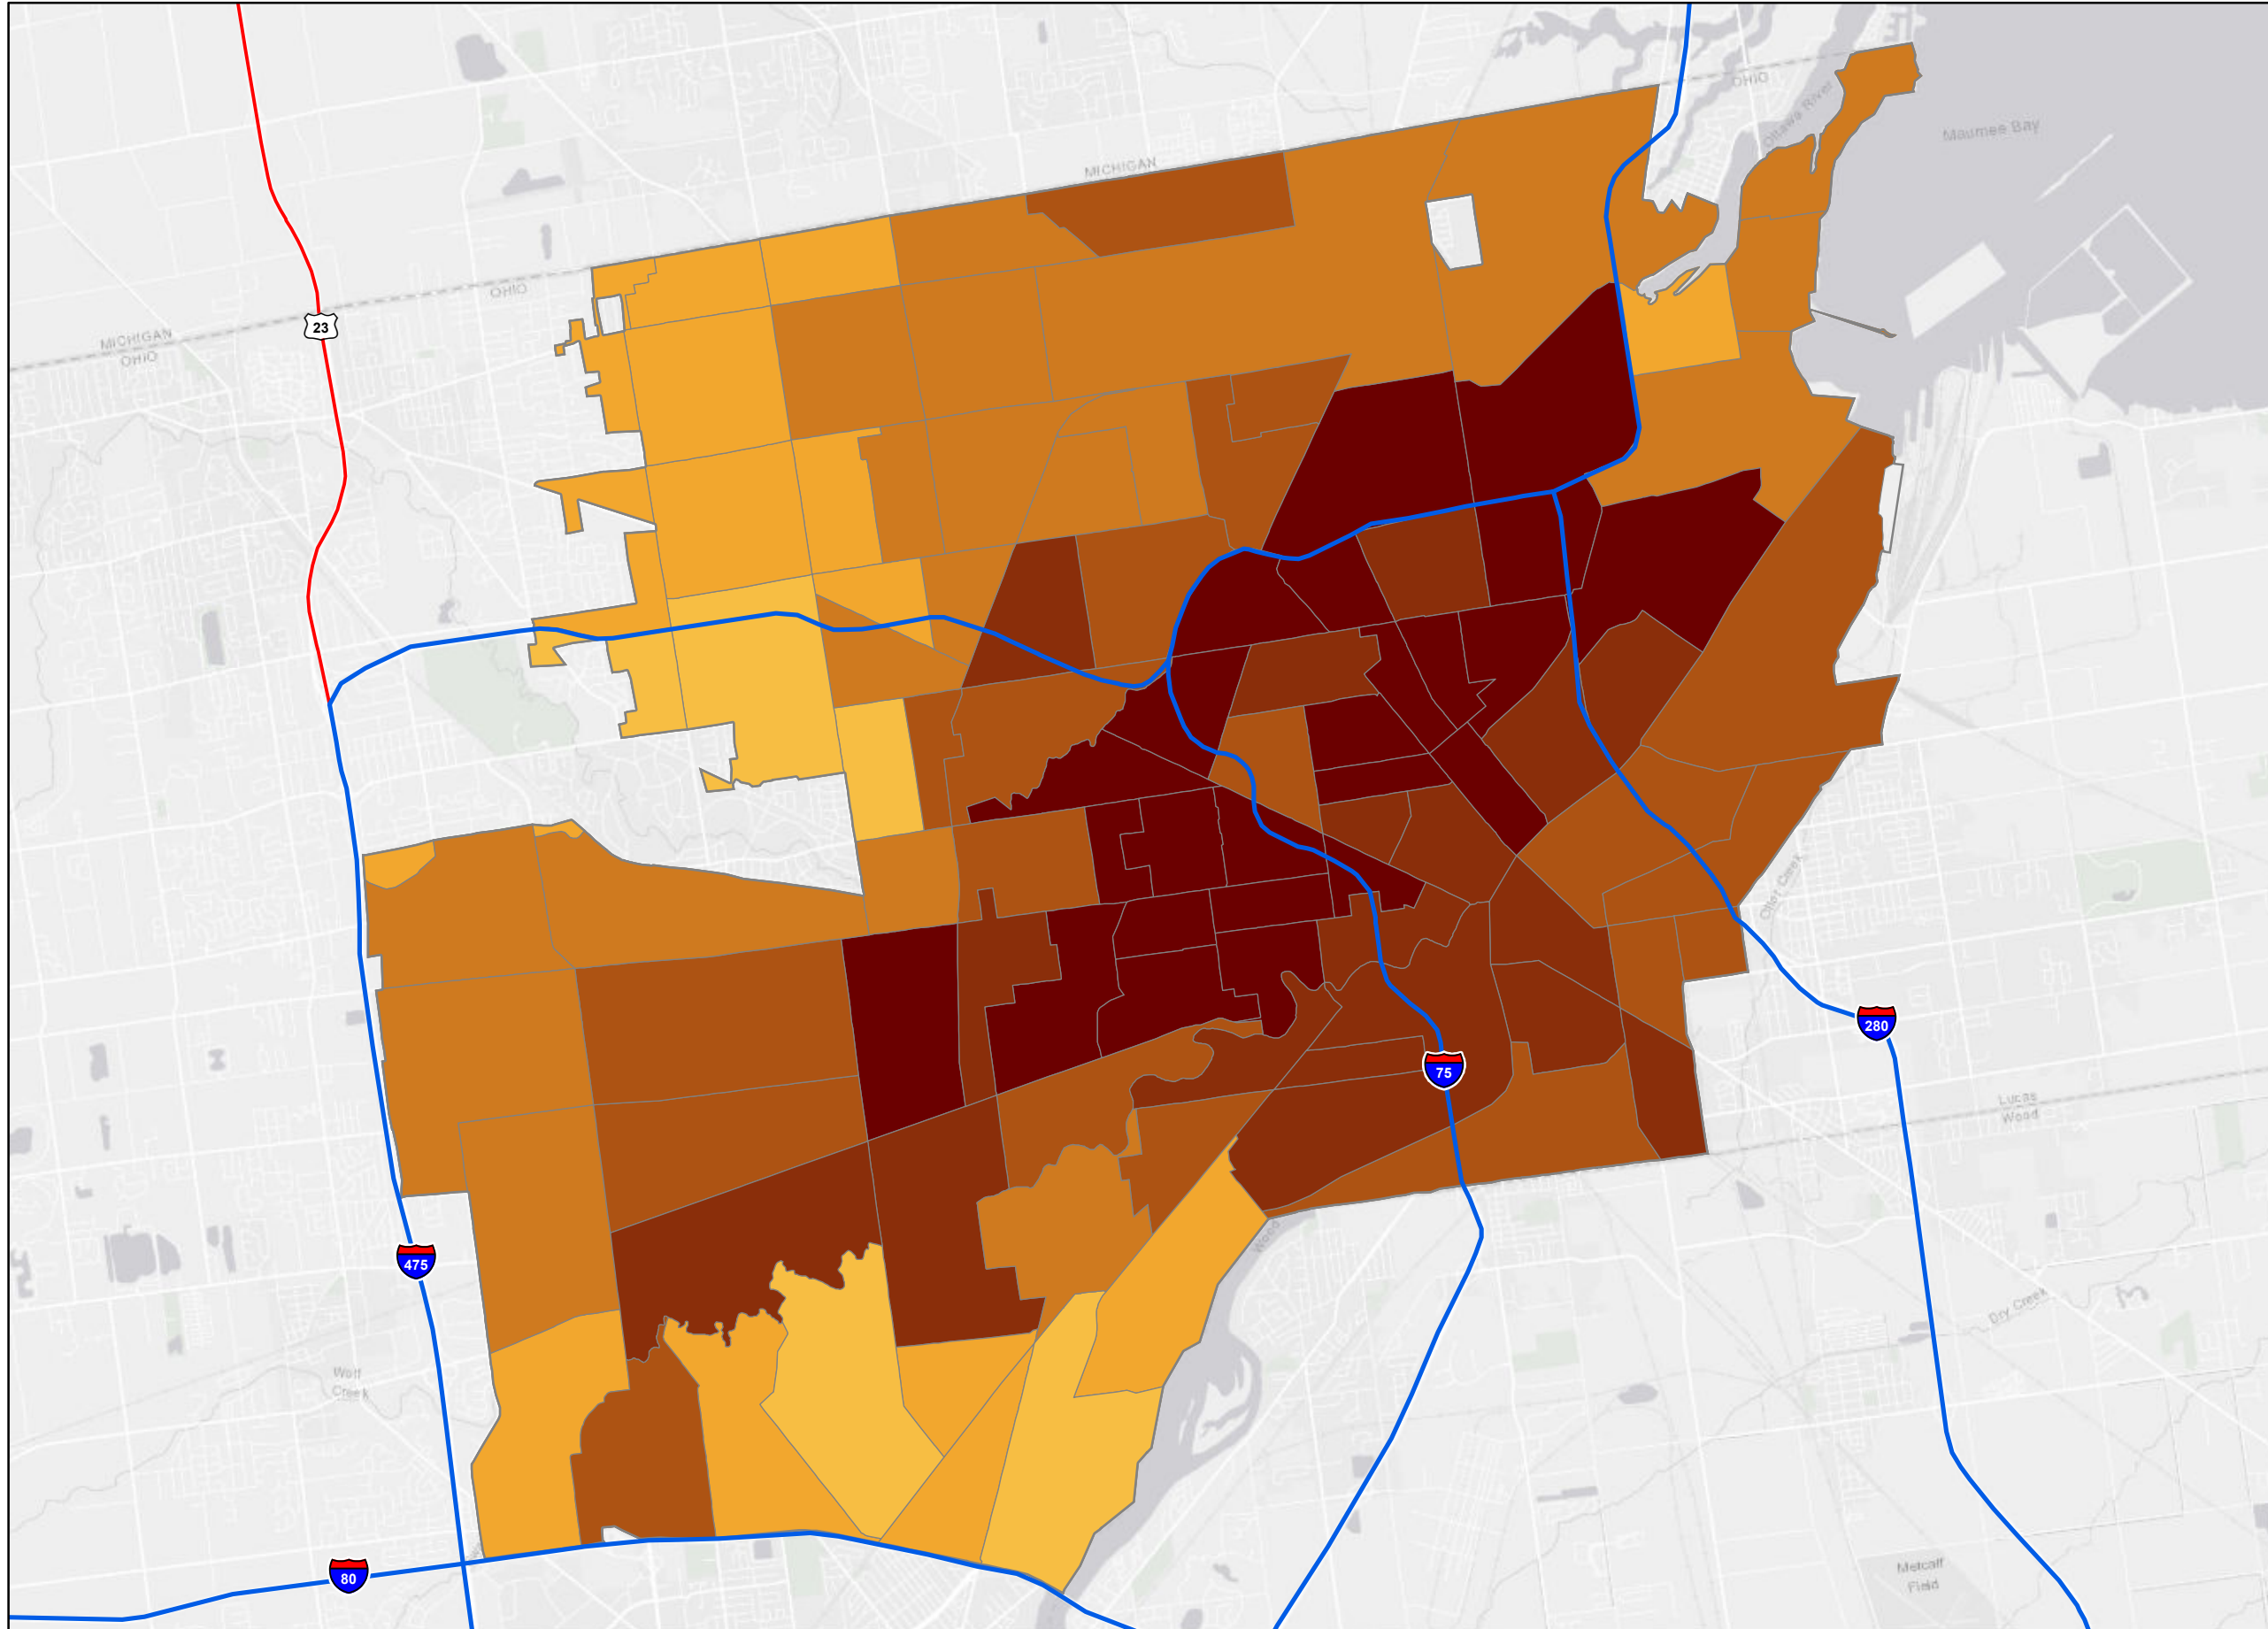 OHIO
Ottawa River
Maumee Bay
MICHIGAN
OHIO
23
MICHIGAN
OHIO
Otter Creek
280
75
Lucas
Wood
Wood
475
Dry Creek
Wolf
Creek
80
Metcalf
Field